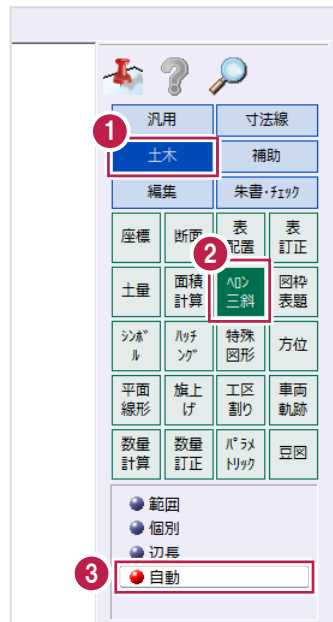 汎用 寸法線
1
土木 補助
編集 朱書・ﾁｪｯｸ
座標 断面 表配置 表訂正
2
土量 面積計算 ﾍﾛﾝ三斜 図枠表題
ｼﾝﾎﾞﾙ ﾊｯﾁﾝｸﾞ 特殊図形 方位
平面線形 旗上げ 工区割り 車両軌跡
数量計算 数量訂正 ﾊﾟﾗﾒﾄﾘｯｸ 豆図
範囲
個別
辺長
3 自動